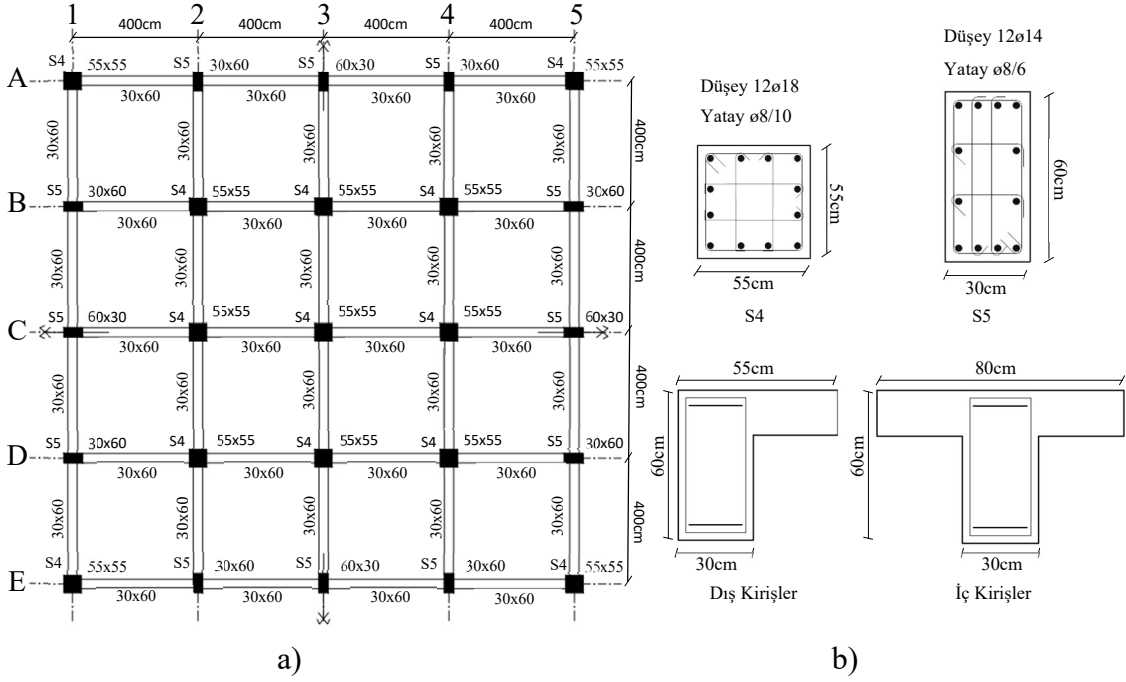 1 2 3 4 5
400cm 400cm 400cm 400cm
A S4 55x55 S5 30x60 S5 60x30 S5 30x60 S4 55x55
30x60 30x60 30x60 30x60
30x60 30x60 30x60 30x60 30x60 400cm
B S5 30x60 S4 55x55 S4 55x55 S4 55x55 S5 30x60
30x60 30x60 30x60 30x60
30x60 30x60 30x60 30x60 30x60 400cm
C S5 60x30 S4 55x55 S4 55x55 S4 55x55 S5 60x30
30x60 30x60 30x60 30x60
30x60 30x60 30x60 30x60 30x60 400cm
D S5 30x60 S4 55x55 S4 55x55 S4 55x55 S5 30x60
30x60 30x60 30x60 30x60
30x60 30x60 30x60 30x60 30x60 400cm
E S4 55x55 S5 30x60 S5 60x30 S5 30x60 S4 55x55
30x60 30x60 30x60 30x60
a)
Düşey 12ø18
Yatay ø8/10
55cm
55cm
S4
Düşey 12ø14
Yatay ø8/6
60cm
30cm
S5
55cm
60cm
30cm
Dış Kirişler
80cm
60cm
30cm
İç Kirişler
b)